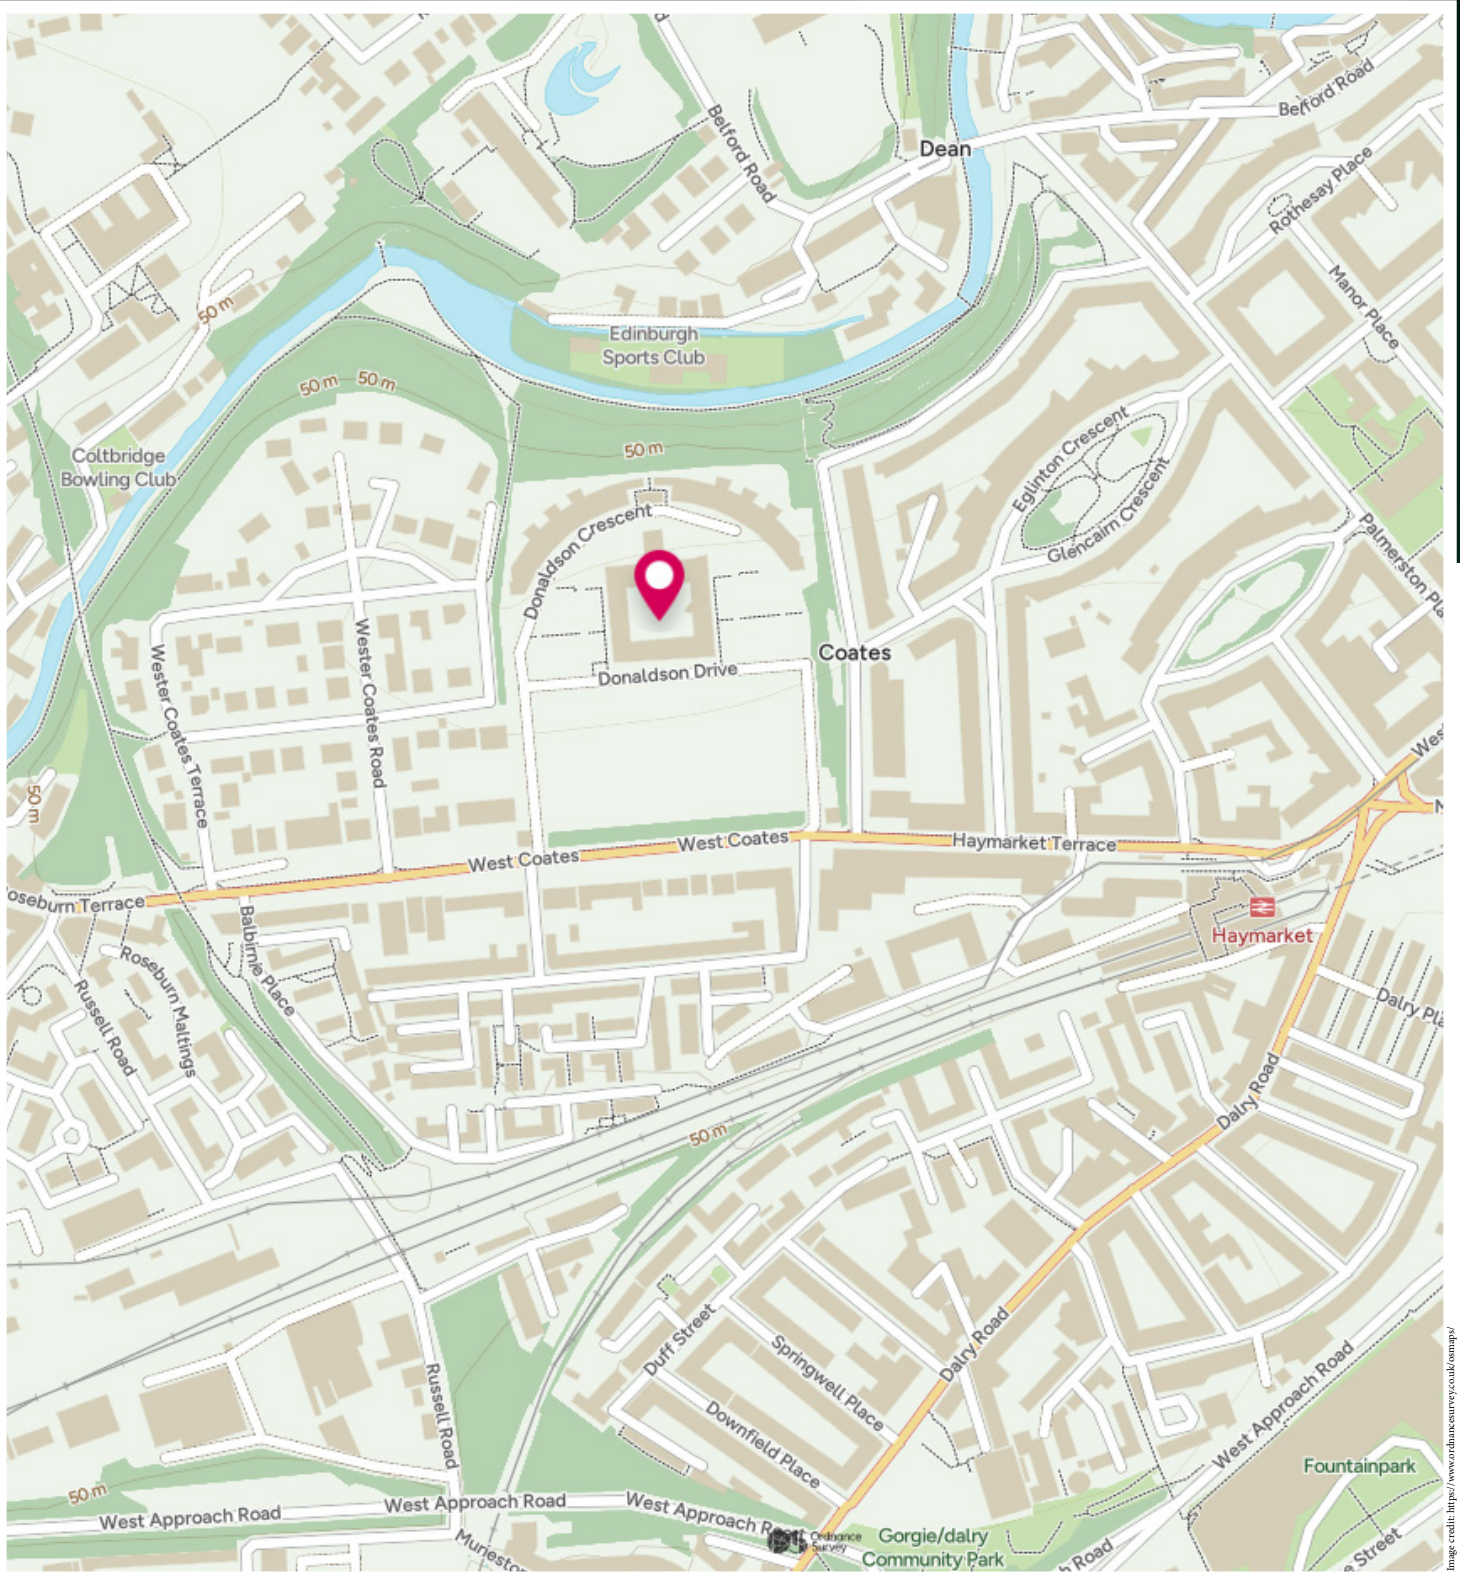 Belford Road
Belford Road
Dean
Rothesay Place
Manor Place
50 m
Edinburgh
Sports Club
50 m
50 m
50 m
Coltbridge
Bowling Club
Eglinton Crescent
Glencairn Crescent
Donaldson Crescent
Palmerston Pla
Wester Coates Terrace
Wester Coates Road
Coates
Donaldson Drive
50 m
Wes
West Coates
West Coates
Haymarket Terrace
oseburn Terrace
Haymarket
Balbirnie Place
Roseburn Maltings
Russell Road
Dalry Pla
Dalry Road
50 m
Duff Street
Springwell Place
Dalry Road
Downfield Place
Russell Road
West Approach Road
Fountainpark
50 m
West Approach Road
West Approach Road
West Approach Road
Ordnance
Survey
Gorgie/dalry
Community Park
Murieston
h Road
e Street
Image credit: https://www.ordnancesurvey.co.uk/osmaps/